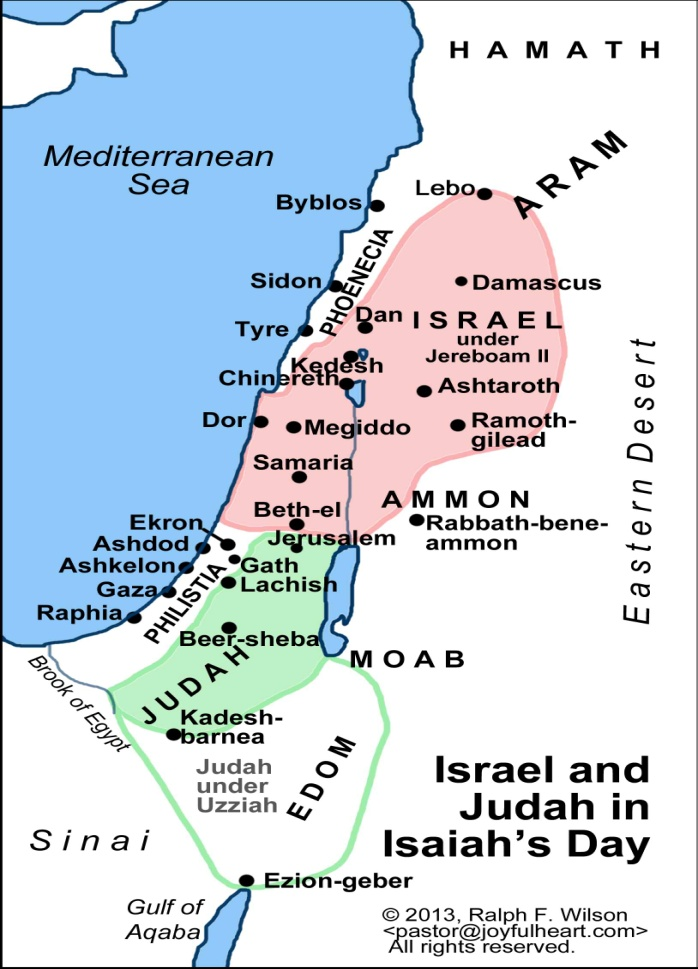 HAMATH
Mediterranean
Sea
ARAM
Lebo
Byblos
PHOENECIA
Sidon
Damascus
Dan
ISRAEL
under
Jereboam II
Tyre
Kedesh
Chinereth
Ashtaroth
Dor
Megiddo
Ramoth-
gilead
Eastern Desert
Samaria
AMMON
Beth-el
Rabbath-bene-
ammon
Ekron
Jerusalem
Ashdod
Ashkelon
Gath
Gaza
Lachish
Raphia
PHILISTIA
Beer-sheba
MOAB
JUDAH
Brook of Egypt
Kadesh-
barnea
Judah
under
Uzziah
EDOM
Israel and
Judah in
Isaiah's Day
Sinai
Ezion-geber
Gulf of
Aqaba
© 2013, Ralph F. Wilson
<pastor@joyfulheart.com>
All rights reserved.